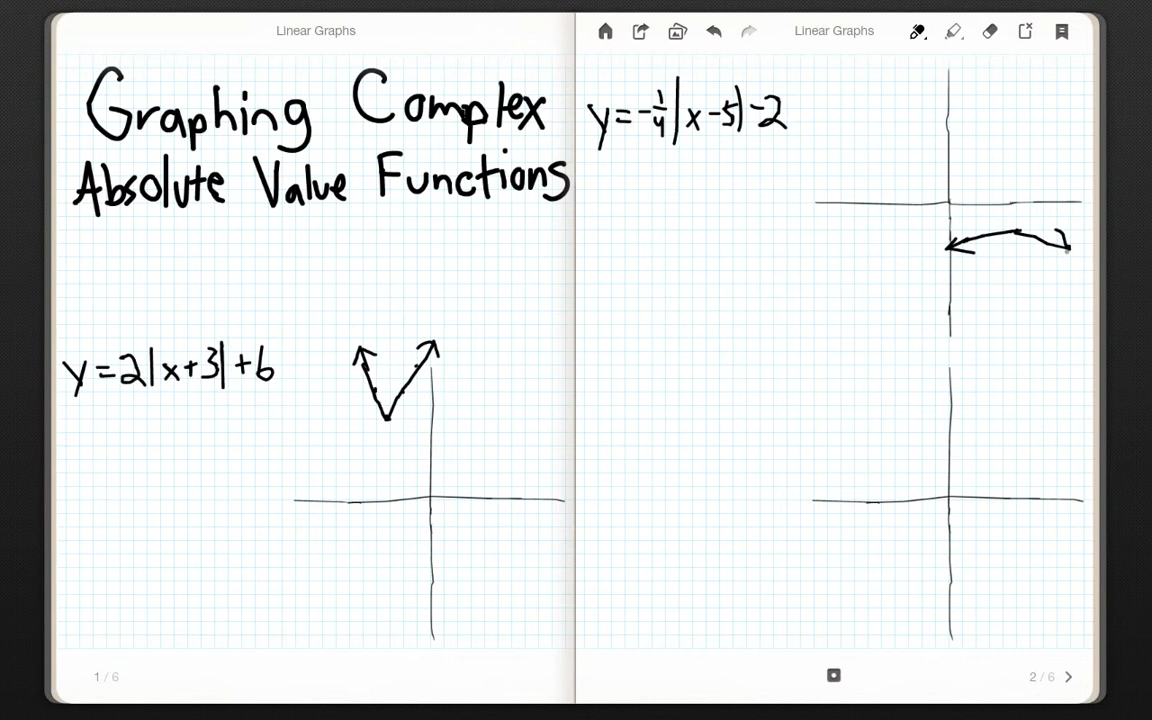 Linear Graphs
Graphing Complex
Absolute Value Functions
y=2|x+3|+6
1 / 6
Linear Graphs
y=-1/4|x-5|-2
2 / 6